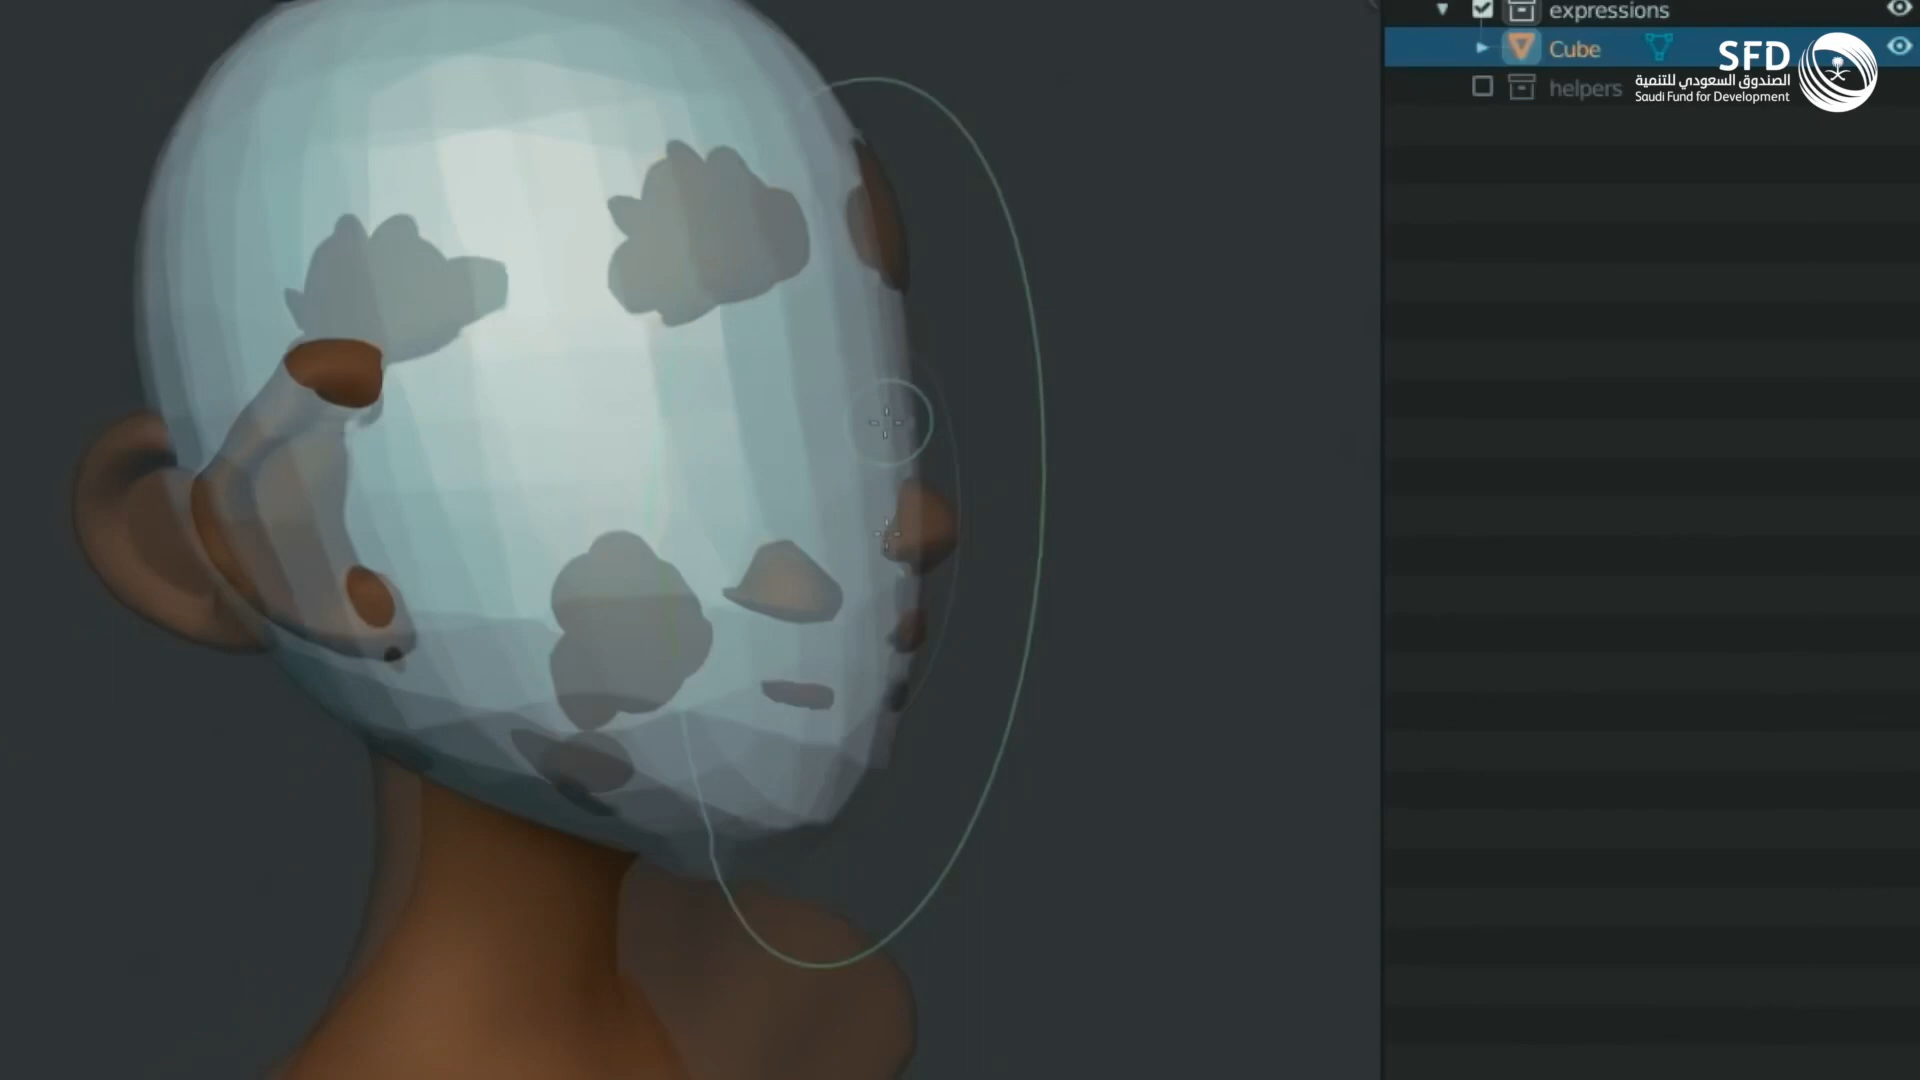 expressions
Cube
helpers
SFD
الصندوق السعودي للتنمية
Saudi Fund for Development